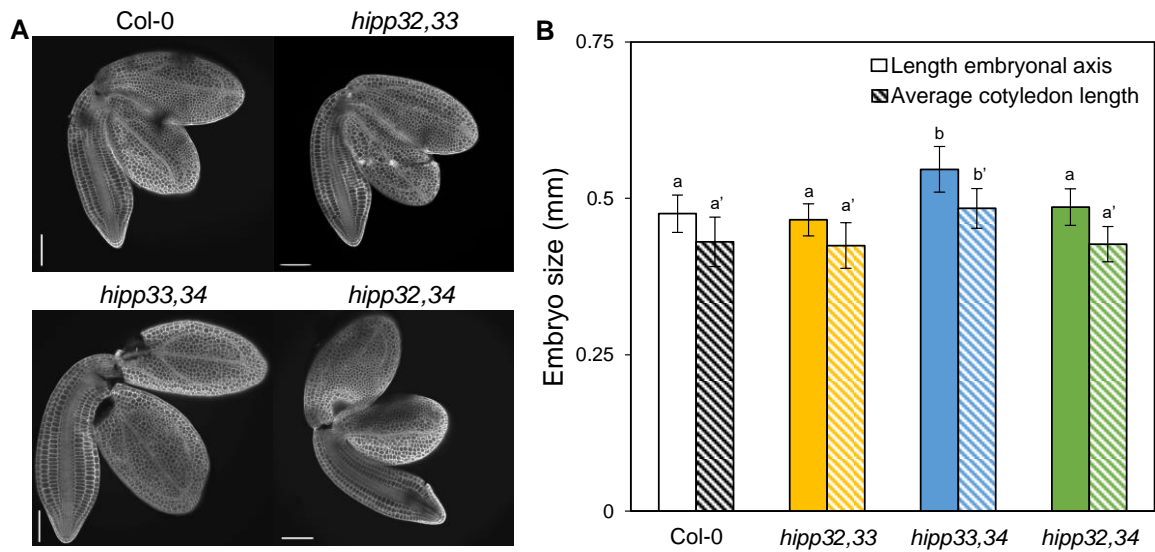 A
Col-0
hipp32,33
hipp33,34
hipp32,34
B
Embryo size (mm)
0.75
0.5
0.25
0
Length embryonal axis
Average cotyledon length
a
a’
a
a’
b
b’
a
a’
Col-0
hipp32,33
hipp33,34
hipp32,34